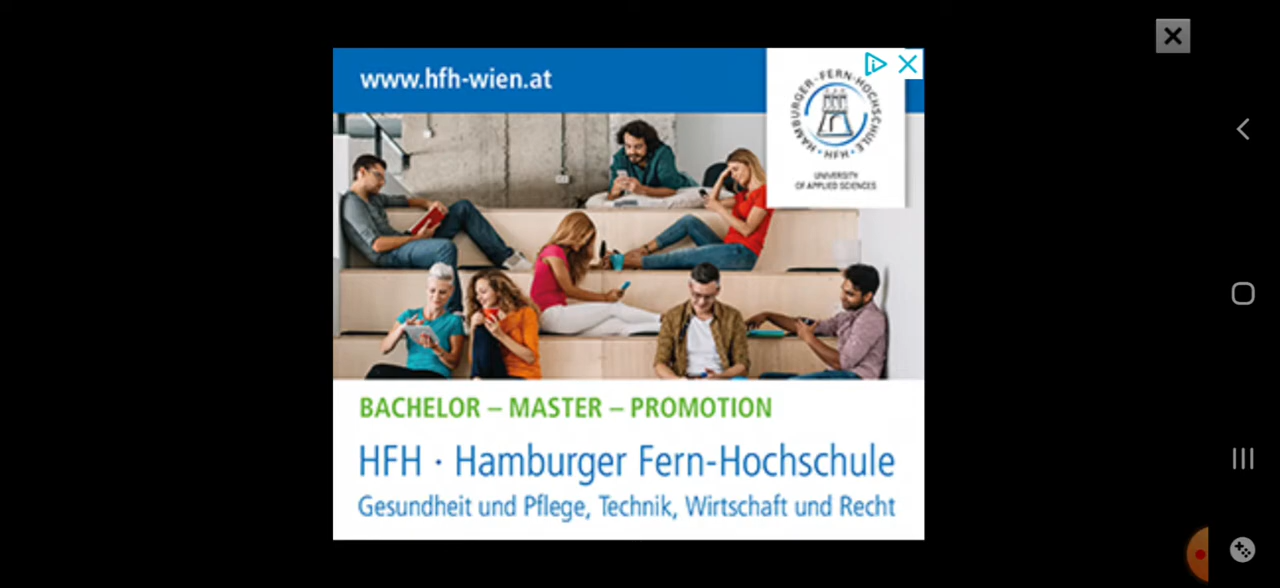 www.hfh-wien.at
HAMBURGER-FERN-HOCHSCHULE
·HFH·
UNIVERSITY
OF APPLIED SCIENCES
BACHELOR – MASTER – PROMOTION
HFH · Hamburger Fern-Hochschule
Gesundheit und Pflege, Technik, Wirtschaft und Recht